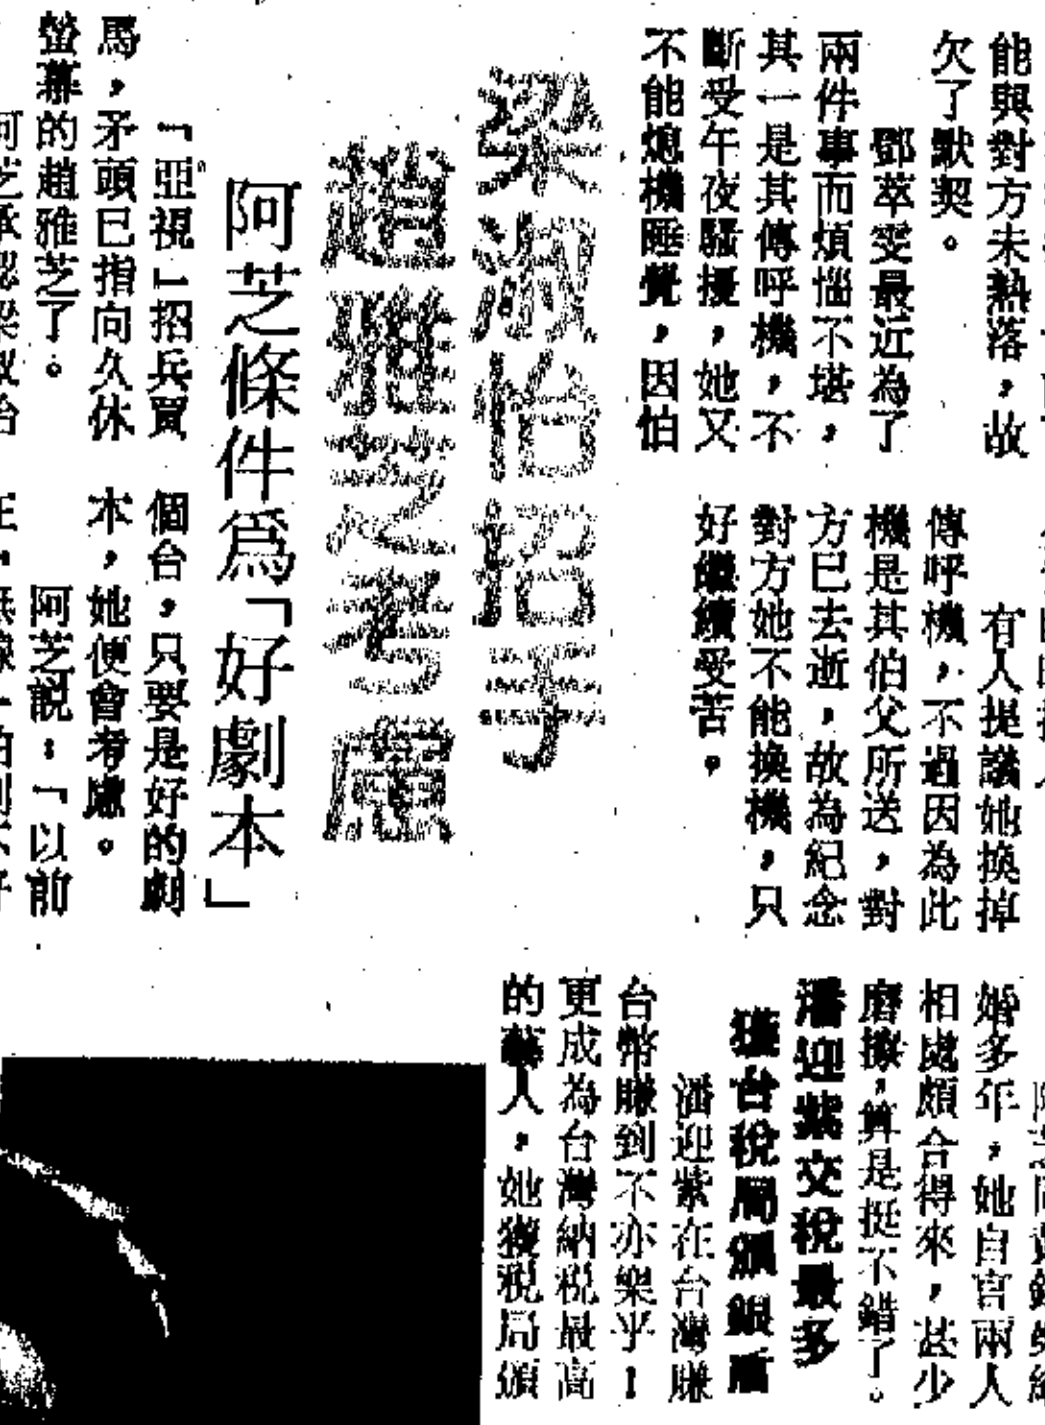 能與對方未熟落，故
欠了默契。
鄧萃雯最近為了
兩件事而煩惱不堪，
其一是其傳呼機，不
斷受午夜騷擾，她又
不能熄機睡覺，因怕
有人提議她換掉
傳呼機，不過因為此
機是其伯父所送，對
方已去逝，故為紀念
對方她不能換機，只
好繼續受苦。
梁淑怡招手
趙雅芝考慮
阿芝條件爲「好劇本」
「亞視」招兵買
馬，矛頭已指向久休
螢幕的趙雅芝了。
阿芝承認梁淑怡
個台，只要是好的劇
本，她便會考慮。
阿芝說：「以前
婚多年，她自官兩人
相處頗合得來，甚少
磨擦，算是挺不錯了。
潘迎紫交稅最多
獲台稅局頒銀盾
潘迎紫在台灣賺
台幣賺到不亦樂乎！
更成為台灣納稅最高
的藝人，她獲稅局頒